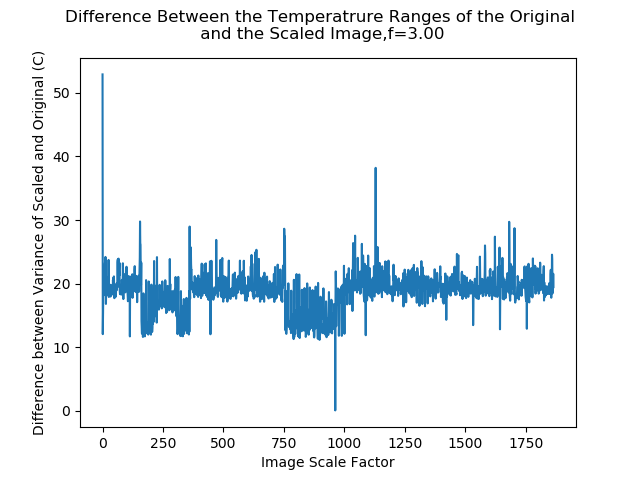 Difference Between the Temperatrure Ranges of the Original
and the Scaled Image,f=3.00
Difference between Variance of Scaled and Original (C)
50
40
30
20
10
0
0 250 500 750 1000 1250 1500 1750
Image Scale Factor